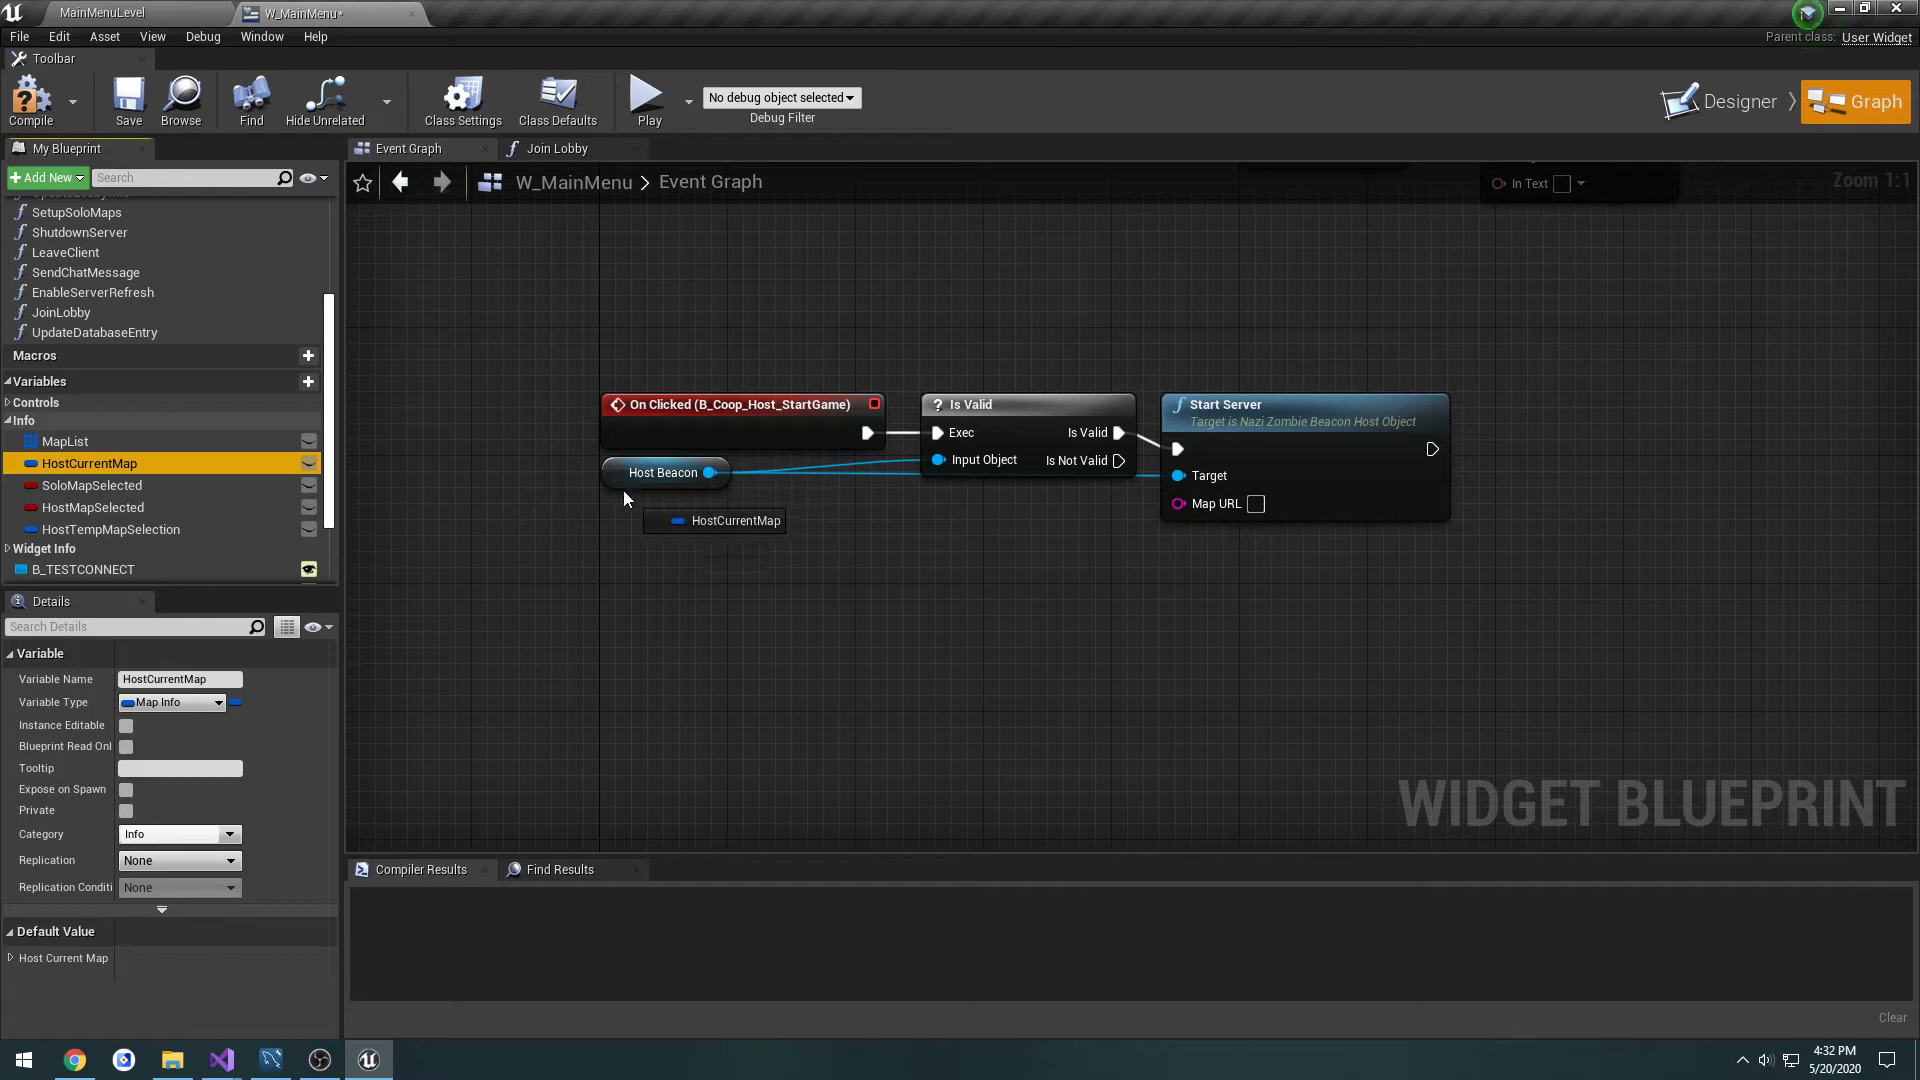 MainMenuLevel
W_MainMenu*
File Edit Asset View Debug Window Help
Parent class: User Widget
Toolbar
Compile
Save
Browse
Find
Hide Unrelated
Class Settings
Class Defaults
Play
No debug object selected
Debug Filter
Designer
Graph
My Blueprint
Event Graph
Join Lobby
Add New
Search
W_MainMenu > Event Graph
Zoom 1:1
In Text
SetupSoloMaps
ShutdownServer
LeaveClient
SendChatMessage
EnableServerRefresh
JoinLobby
UpdateDatabaseEntry
Macros
Variables
Controls
Info
MapList
HostCurrentMap
SoloMapSelected
HostMapSelected
HostTempMapSelection
Widget Info
B_TESTCONNECT
On Clicked (B_Coop_Host_StartGame)
Host Beacon
HostCurrentMap
Is Valid
Exec
Is Valid
Input Object
Is Not Valid
Start Server
Target is Nazi Zombie Beacon Host Object
Target
Map URL
WIDGET BLUEPRINT
Details
Search Details
Variable
Variable Name HostCurrentMap
Variable Type Map Info
Instance Editable
Blueprint Read Onl
Tooltip
Expose on Spawn
Private
Category Info
Replication None
Replication Conditi None
Default Value
Host Current Map
Compiler Results
Find Results
Clear
4:32 PM
5/20/2020